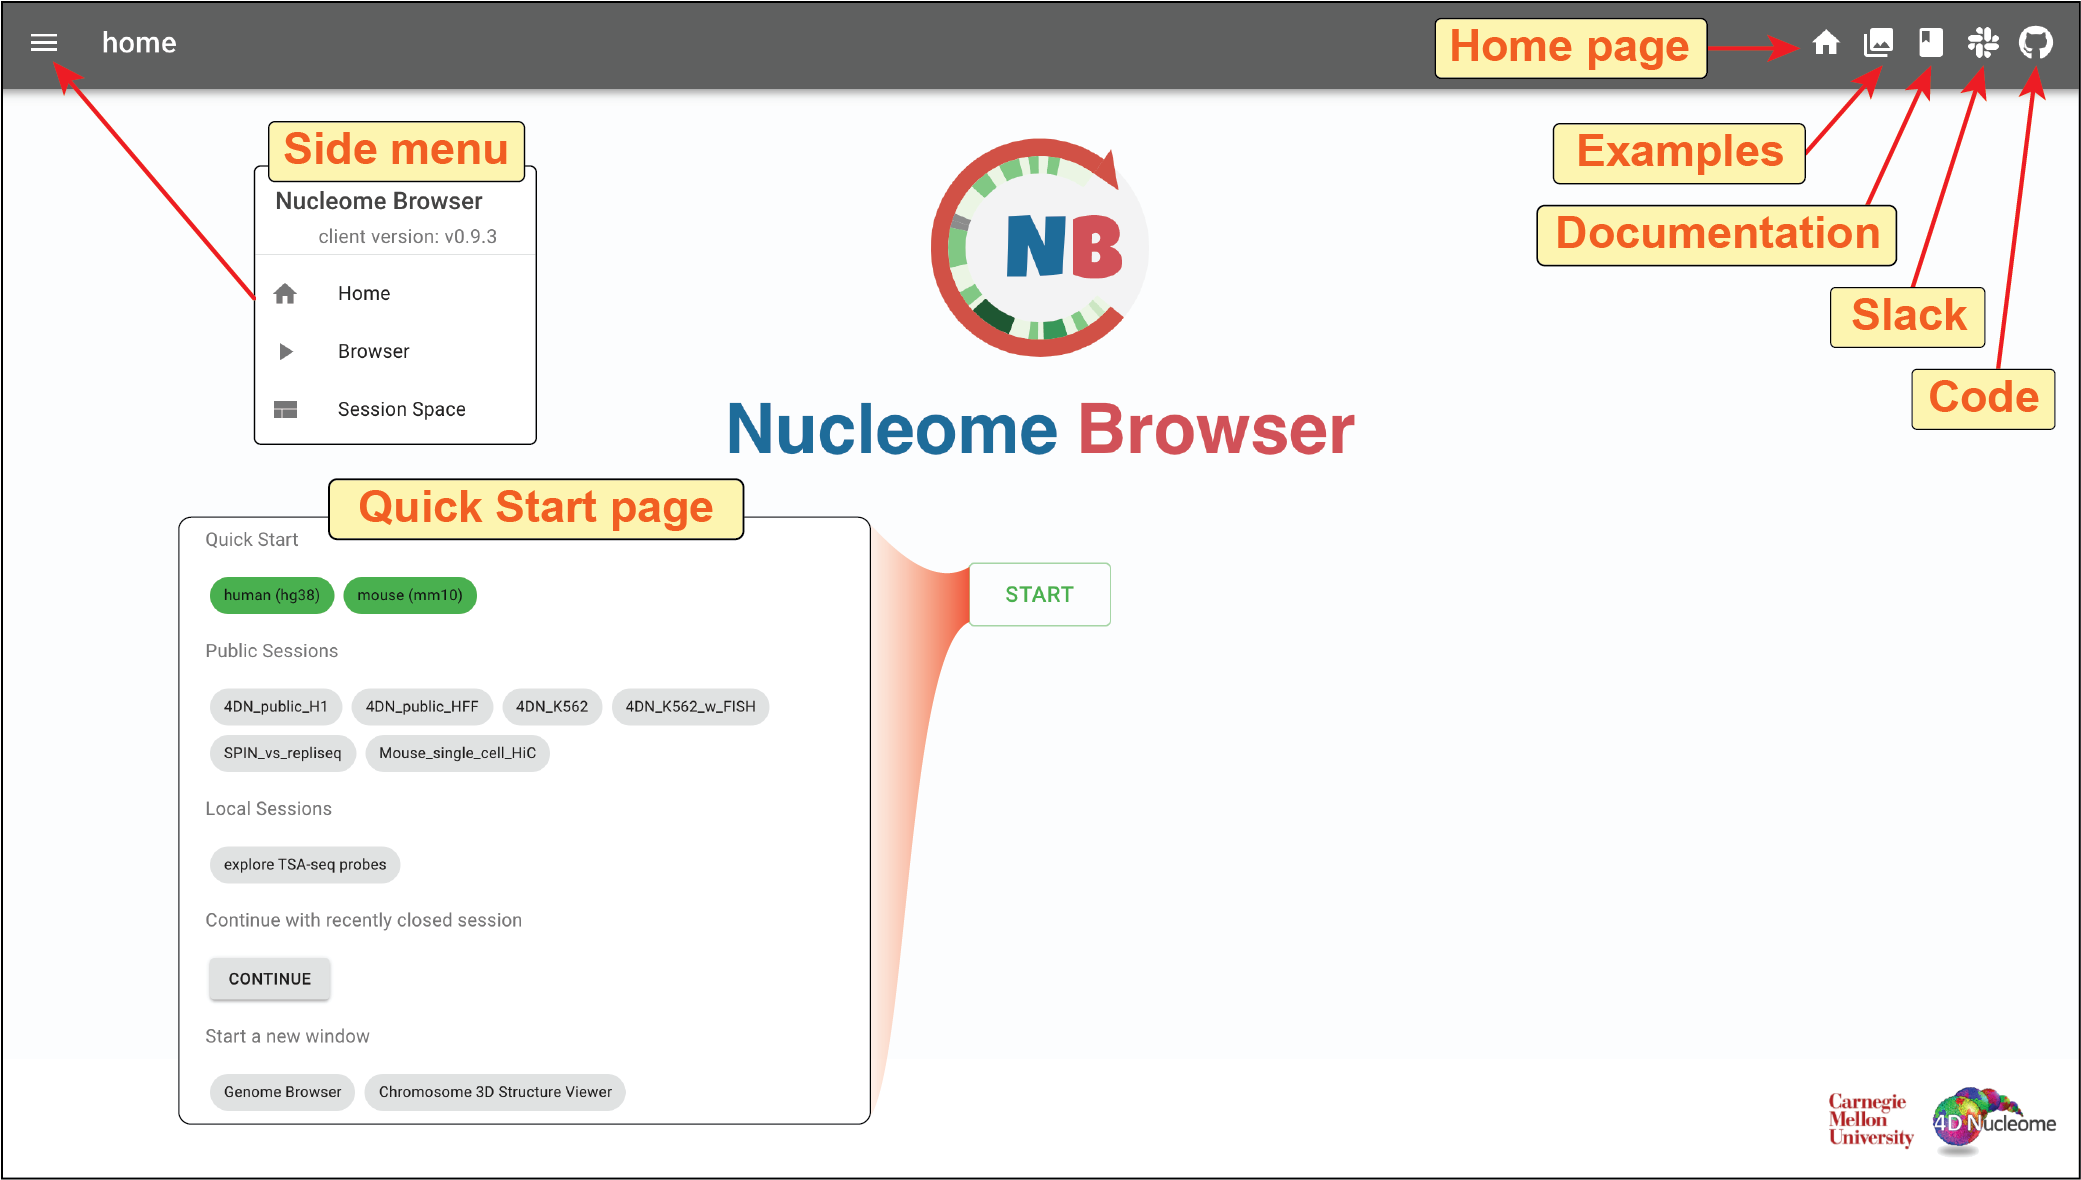 home
Home page
Side menu
Nucleome Browser
client version: v0.9.3
Home
Browser
Session Space
NB
Nucleome Browser
Examples
Documentation
Slack
Code
Quick Start page
Quick Start
human (hg38) mouse (mm10)
Public Sessions
4DN_public_H1 4DN_public_HFF 4DN_K562 4DN_K562_w_FISH
SPIN_vs_repliseq Mouse_single_cell_HiC
Local Sessions
explore TSA-seq probes
Continue with recently closed session
CONTINUE
Start a new window
Genome Browser Chromosome 3D Structure Viewer
START
Carnegie
Mellon
University
4D Nucleome